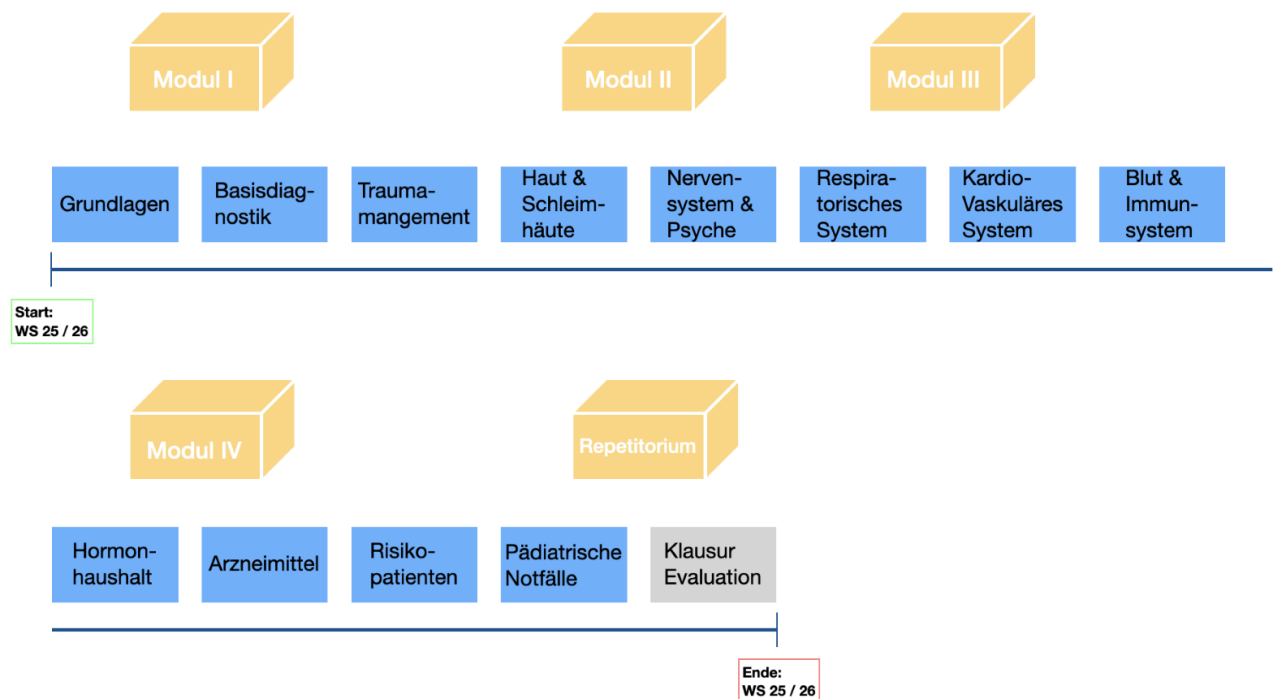 Modul I
Modul II
Modul III
Grundlagen
Basisdiag-
nostik
Trauma-
mangement
Haut &
Schleim-
häute
Nerven-
system &
Psyche
Respira-
torisches
System
Kardio-
Vaskuläres
System
Blut &
Immun-
system
Start:
WS 25 / 26
Modul IV
Repetitorium
Hormon-
haushalt
Arzneimittel
Risiko-
patienten
Pädiatrische
Notfälle
Klausur
Evaluation
Ende:
WS 25 / 26